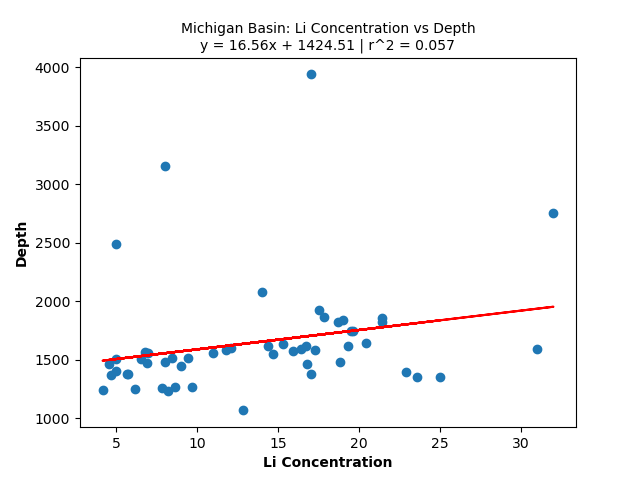 Michigan Basin: Li Concentration vs Depth
y = 16.56x + 1424.51 | r^2 = 0.057
4000
3500
3000
2500
2000
1500
1000
Depth
5 10 15 20 25 30
Li Concentration